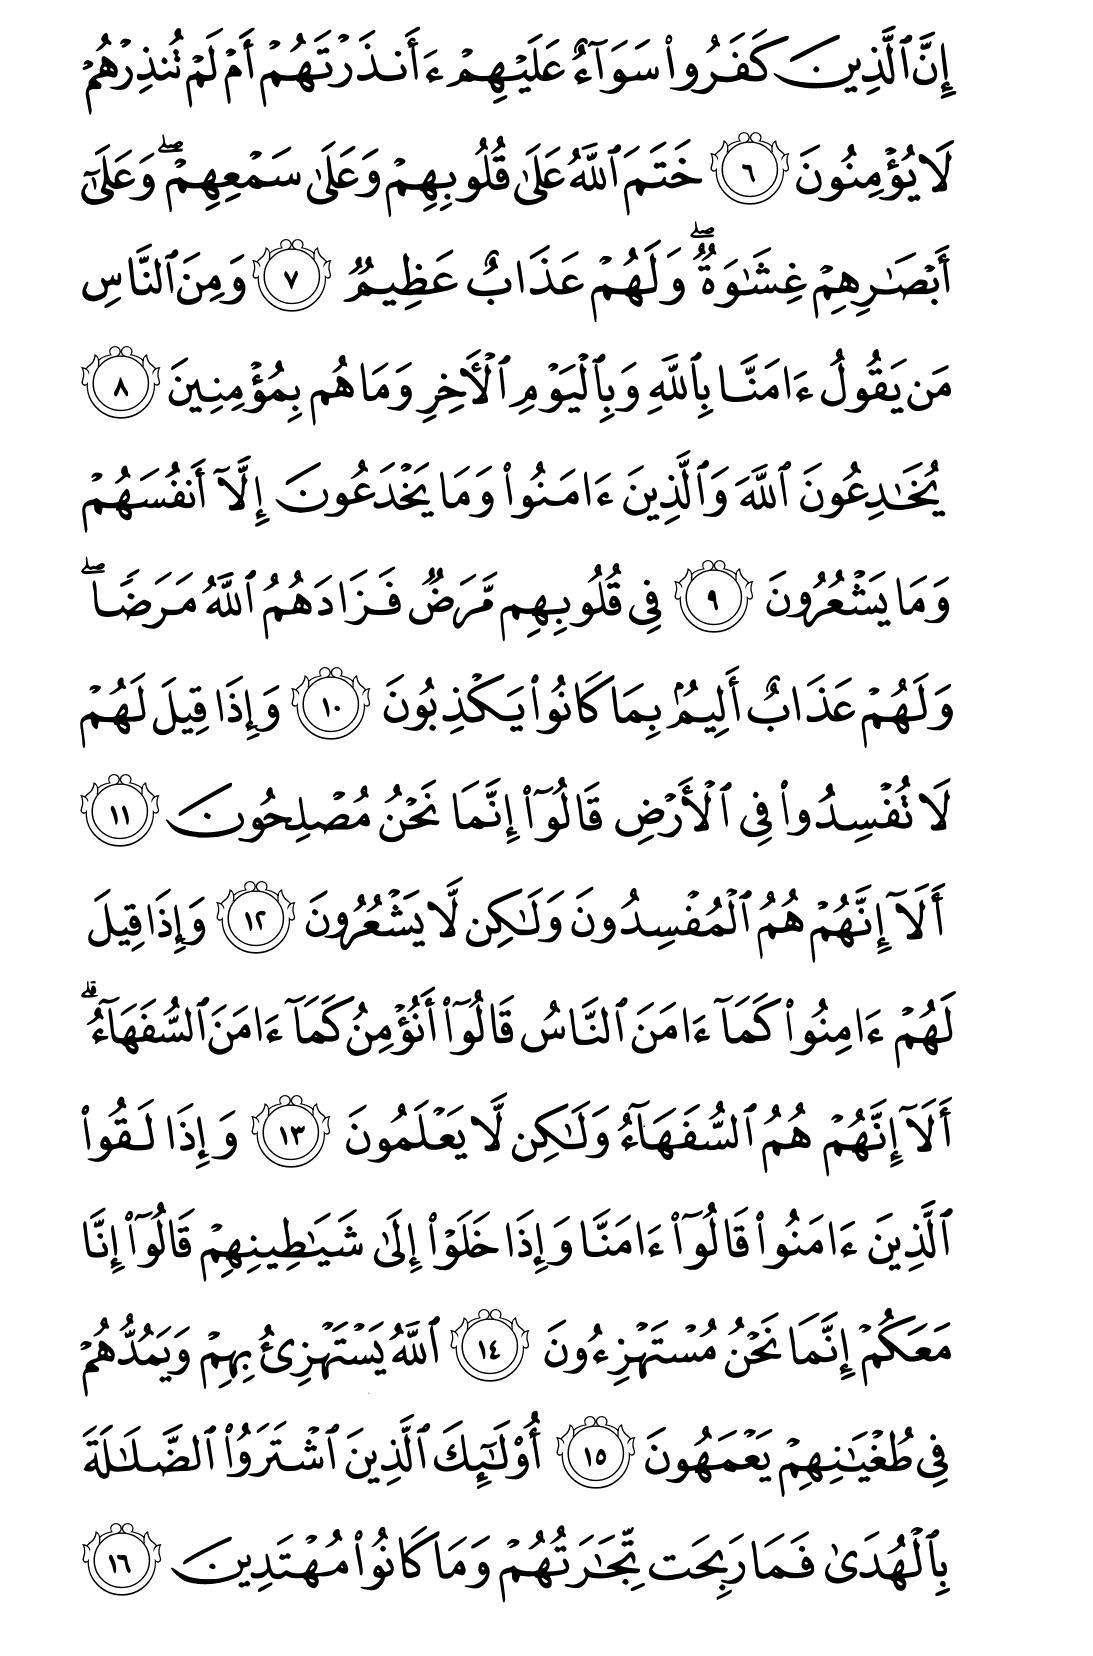 إِنَّ ٱلَّذِينَ كَفَرُوا۟ سَوَآءٌ عَلَيْهِمْ ءَأَنذَرْتَهُمْ أَمْ لَمْ تُنذِرْهُمْ
لَا يُؤْمِنُونَ ٦ خَتَمَ ٱللَّهُ عَلَىٰ قُلُوبِهِمْ وَعَلَىٰ سَمْعِهِمْ ۖ وَعَلَىٰٓ
أَبْصَـٰرِهِمْ غِشَـٰوَةٌ ۖ وَلَهُمْ عَذَابٌ عَظِيمٌ ٧ وَمِنَ ٱلنَّاسِ
مَن يَقُولُ ءَامَنَّا بِٱللَّهِ وَبِٱلْيَوْمِ ٱلْـَٔاخِرِ وَمَا هُم بِمُؤْمِنِينَ ٨
يُخَـٰدِعُونَ ٱللَّهَ وَٱلَّذِينَ ءَامَنُوا۟ وَمَا يَخْدَعُونَ إِلَّآ أَنفُسَهُمْ
وَمَا يَشْعُرُونَ ٩ فِى قُلُوبِهِم مَّرَضٌ فَزَادَهُمُ ٱللَّهُ مَرَضًا ۖ
وَلَهُمْ عَذَابٌ أَلِيمٌۢ بِمَا كَانُوا۟ يَكْذِبُونَ ١٠ وَإِذَا قِيلَ لَهُمْ
لَا تُفْسِدُوا۟ فِى ٱلْأَرْضِ قَالُوٓا۟ إِنَّمَا نَحْنُ مُصْلِحُونَ ١١
أَلَآ إِنَّهُمْ هُمُ ٱلْمُفْسِدُونَ وَلَـٰكِن لَّا يَشْعُرُونَ ١٢ وَإِذَا قِيلَ
لَهُمْ ءَامِنُوا۟ كَمَآ ءَامَنَ ٱلنَّاسُ قَالُوٓا۟ أَنُؤْمِنُ كَمَآ ءَامَنَ ٱلسُّفَهَآءُ ۗ
أَلَآ إِنَّهُمْ هُمُ ٱلسُّفَهَآءُ وَلَـٰكِن لَّا يَعْلَمُونَ ١٣ وَإِذَا لَقُوا۟
ٱلَّذِينَ ءَامَنُوا۟ قَالُوٓا۟ ءَامَنَّا وَإِذَا خَلَوْا۟ إِلَىٰ شَيَـٰطِينِهِمْ قَالُوٓا۟ إِنَّا
مَعَكُمْ إِنَّمَا نَحْنُ مُسْتَهْزِءُونَ ١٤ ٱللَّهُ يَسْتَهْزِئُ بِهِمْ وَيَمُدُّهُمْ
فِى طُغْيَـٰنِهِمْ يَعْمَهُونَ ١٥ أُو۟لَـٰٓئِكَ ٱلَّذِينَ ٱشْتَرَوُا۟ ٱلضَّلَـٰلَةَ
بِٱلْهُدَىٰ فَمَا رَبِحَت تِّجَـٰرَتُهُمْ وَمَا كَانُوا۟ مُهْتَدِينَ ١٦